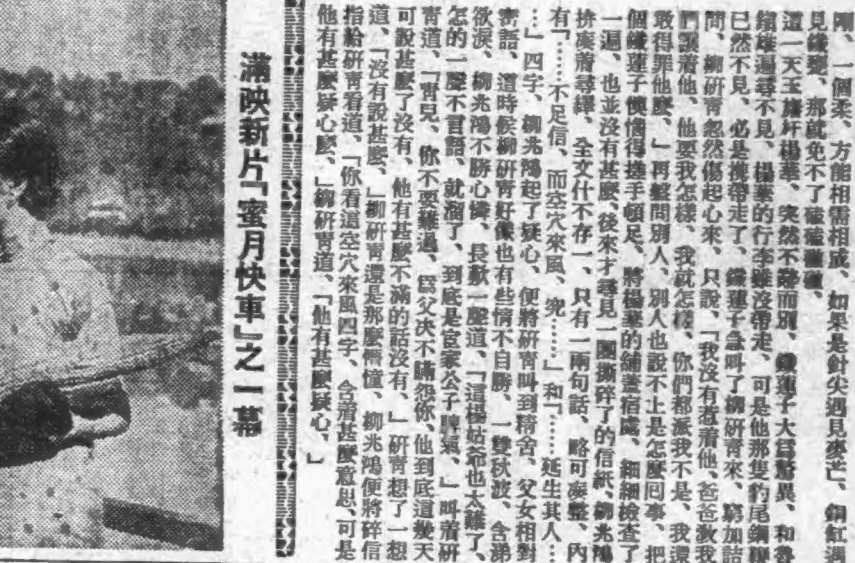 剛、一個柔、方能相需相成、如果是針尖遇見麥芒、銅缸遇
見鐵甕、那就免不了磕磕碰碰、
這一天玉旛杆楊華、突然不辭而別、鐵蓮子大爲驚異、和魯
鎮雄遍尋不見、楊華的行李雖沒帶走、可是他那隻豹尾鋼鞭
已然不見、必是攜帶走了、鐵蓮子急叫了柳研青來、窮加詰
問、柳研青忽然傷起心來、只說、「我沒有惹着他、爸爸教我
們讓着他、他要我怎樣、我就怎樣、你們都派我不是、我還
敢得罪他麼、」再盤問別人、別人也說不上是怎麼囘事、把
個鐵蓮子懊惱得搓手頓足、將楊華的舖蓋宿處、細細檢查了
一遍、也並沒有甚麼、後來才尋見一團撕碎了的信紙、柳兆鴻
拚凑着尋繹、全文什不存一、只有一兩句話、略可凑整、內
有「……不足信、而空穴來風、兜……」和「……延生其人…
…」四字、柳兆鴻起了疑心、便將研青叫到精舍、父女相對
密語、這時候柳研青好像也有些情不自勝、一雙秋波、含涕
欲淚、柳兆鴻不勝心憐、長歎一聲道、「這楊姑爺也太難了、
怎的一聲不言語、就溜了、到底是宦家公子脾氣、」叫着研
青道、「靑兒、你不要難過、爲父決不瞞怨你、他到底這幾天
可說甚麼了沒有、他有甚麼不滿的話沒有、」研青想了一想
道、「沒有說甚麼、」柳研青還是那麼懵憧、柳兆鴻便將碎信
指給研青看道、「你看這空穴來風四字、含着甚麼意思、可是
他有甚麼疑心麼、」柳研青道、「他有甚麼疑心、」
滿映新片「蜜月快車」之一幕